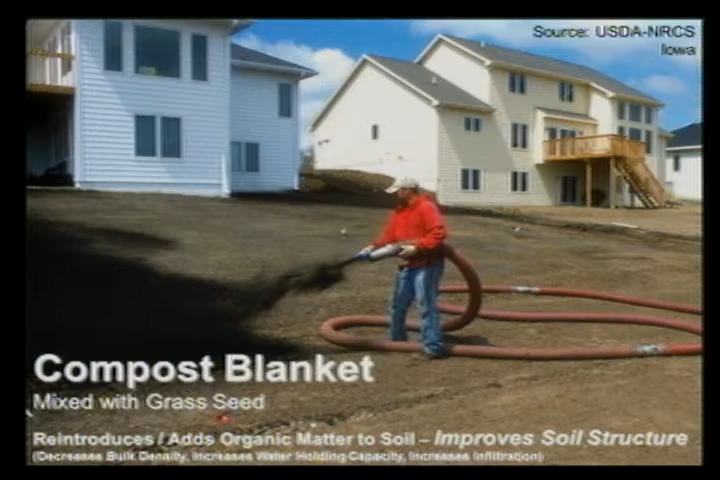 Source: USDA-NRCS
Iowa
Compost Blanket
Mixed with Grass Seed
Reintroduces / Adds Organic Matter to Soil – Improves Soil Structure
(Decreases Bulk Density, Increases Water Holding Capacity, Increases Infiltration)